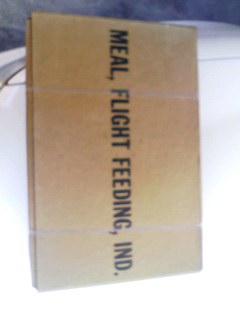 MEAL, FLIGHT FEEDING, IND.